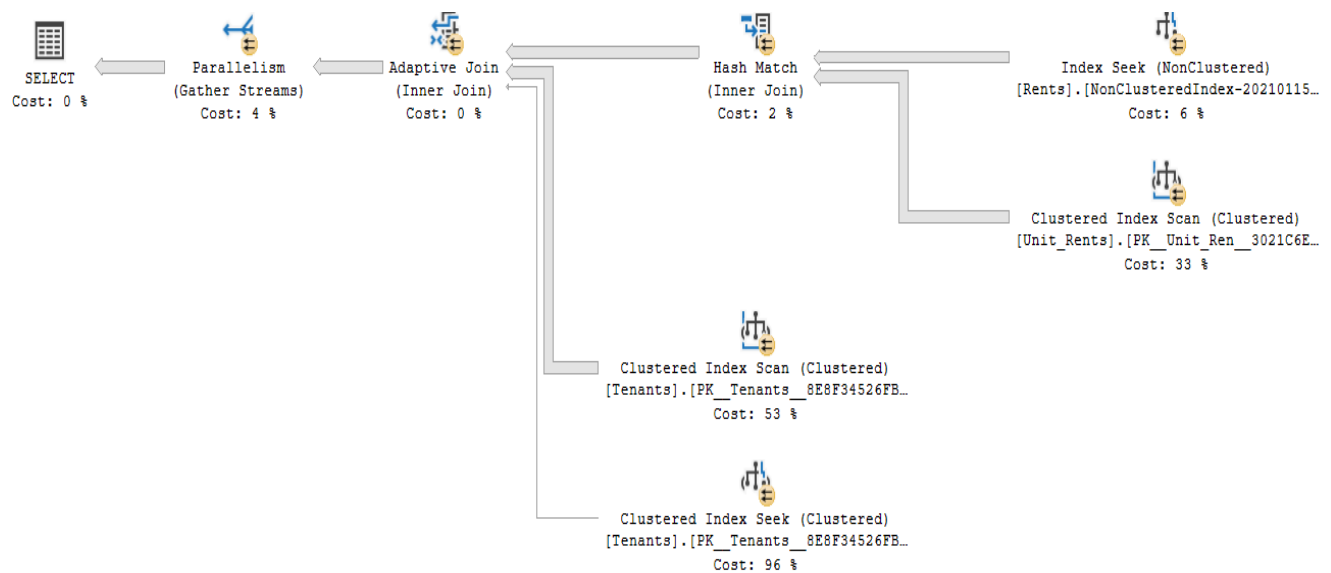 SELECT
Cost: 0 %
Parallelism
(Gather Streams)
Cost: 4 %
Adaptive Join
(Inner Join)
Cost: 0 %
Hash Match
(Inner Join)
Cost: 2 %
Index Seek (NonClustered)
[Rents].[NonClusteredIndex-20210115…
Cost: 6 %
Clustered Index Scan (Clustered)
[Unit_Rents].[PK__Unit_Ren__3021C6E…
Cost: 33 %
Clustered Index Scan (Clustered)
[Tenants].[PK__Tenants__8E8F34526FB…
Cost: 53 %
Clustered Index Seek (Clustered)
[Tenants].[PK__Tenants__8E8F34526FB…
Cost: 96 %